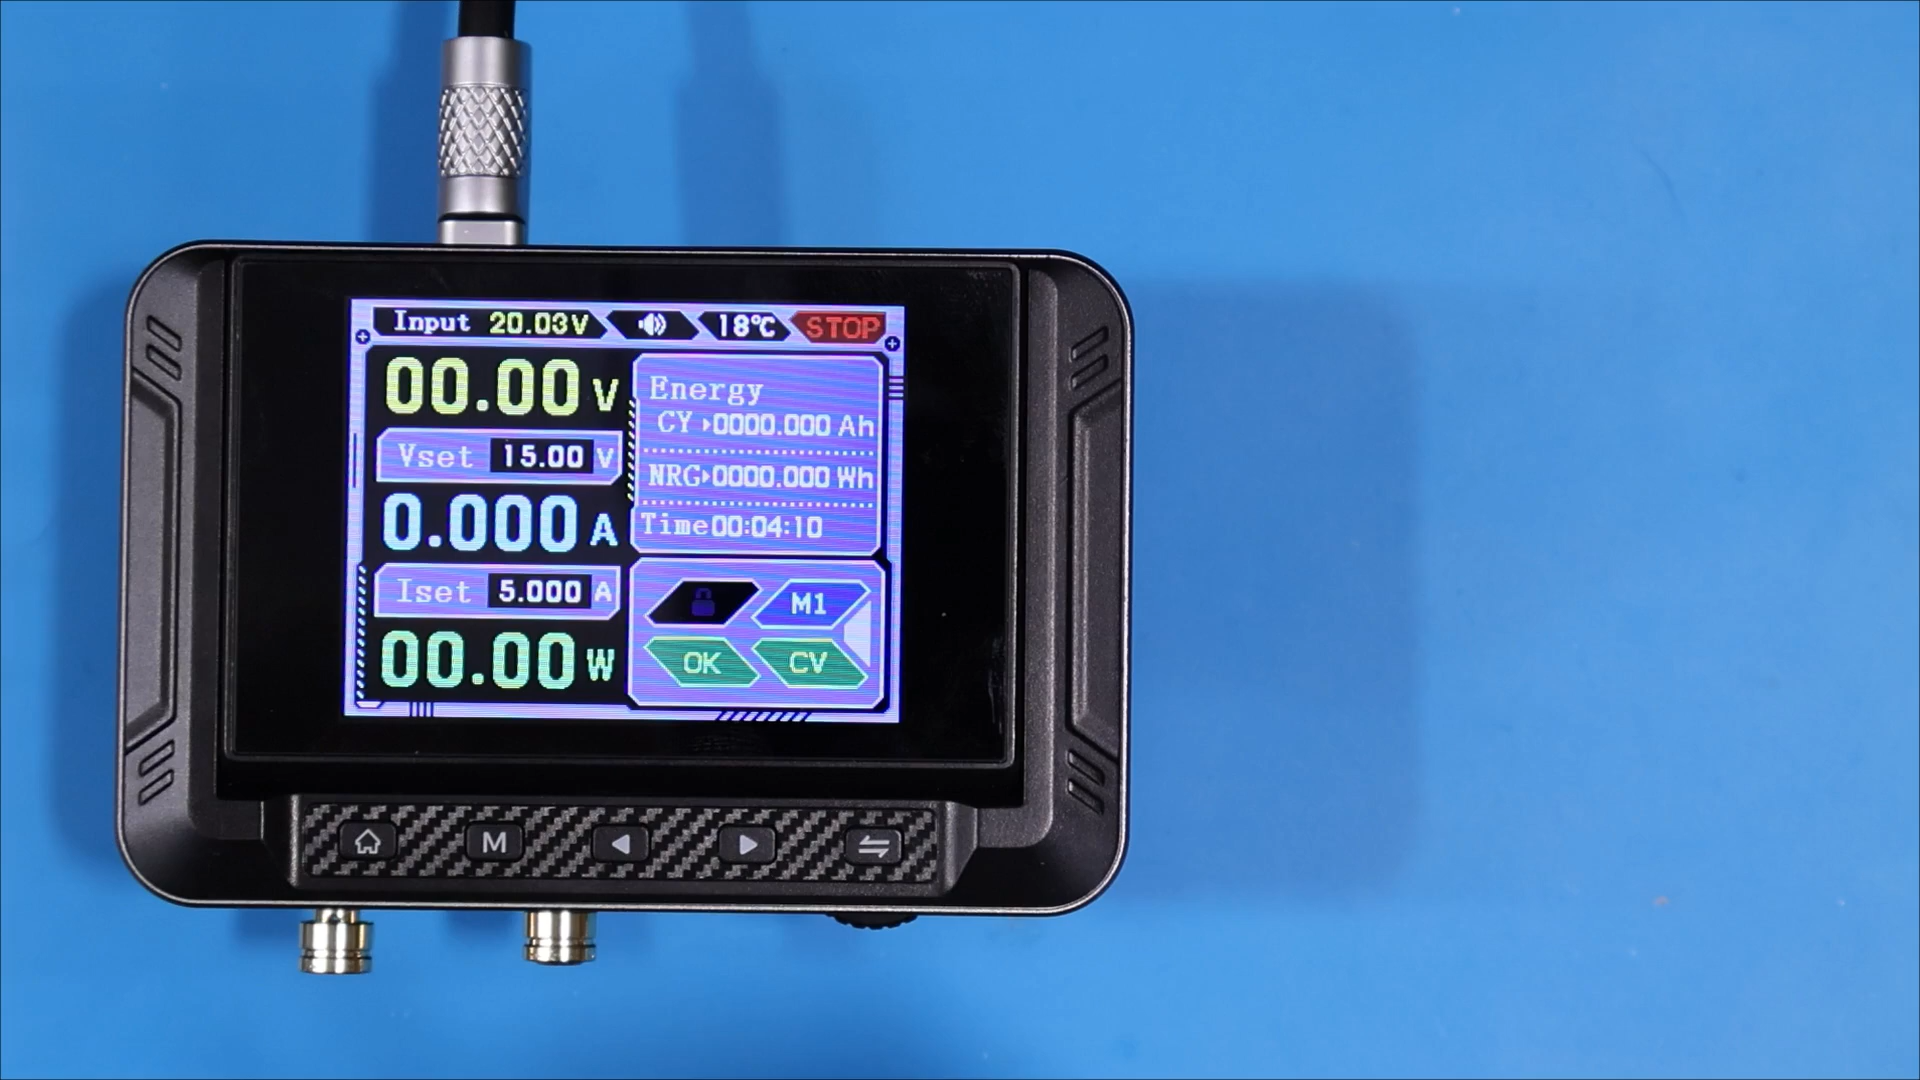 Input 20.03V 18℃ STOP
00.00 V
Vset 15.00 V
0.000 A
Iset 5.000 A
00.00 W
Energy
CY 0000.000 Ah
NRG 0000.000 Wh
Time 00:04:10
M1
OK CV
M